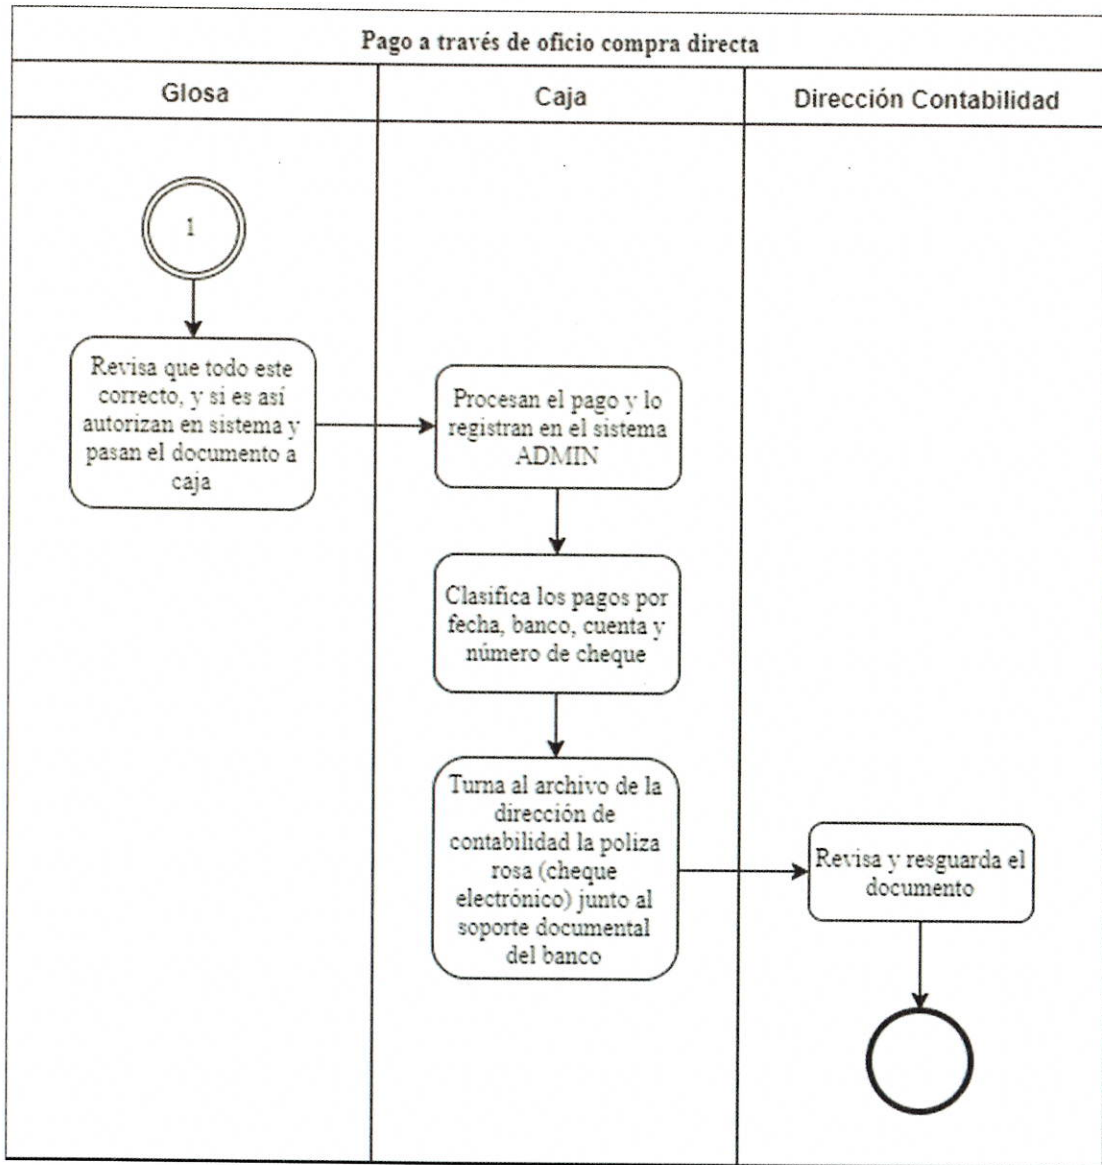 Pago a través de oficio compra directa
Glosa
Caja
Dirección Contabilidad
1
Revisa que todo este
correcto, y si es así
autorizan en sistema y
pasan el documento a
caja
Procesan el pago y lo
registran en el sistema
ADMIN
Clasifica los pagos por
fecha, banco, cuenta y
número de cheque
Turna al archivo de la
dirección de
contabilidad la poliza
rosa (cheque
electrónico) junto al
soporte documental
del banco
Revisa y resguarda el
documento